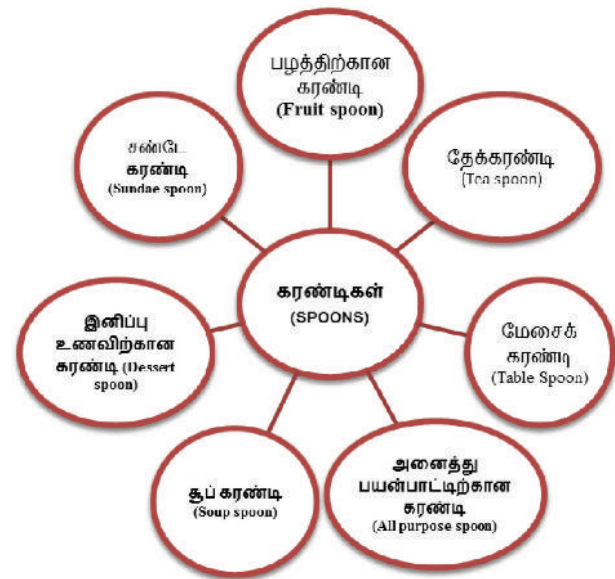 பழத்திற்கான
கரண்டி
(Fruit spoon)
சண்டே
கரண்டி
(Sundae spoon)
தேக்கரண்டி
(Tea spoon)
கரண்டிகள்
(SPOONS)
இனிப்பு
உணவிற்கான
கரண்டி (Dessert
spoon)
மேசைக்
கரண்டி
(Table Spoon)
சூப் கரண்டி
(Soup spoon)
அனைத்து
பயன்பாட்டிற்கான
கரண்டி
(All purpose spoon)